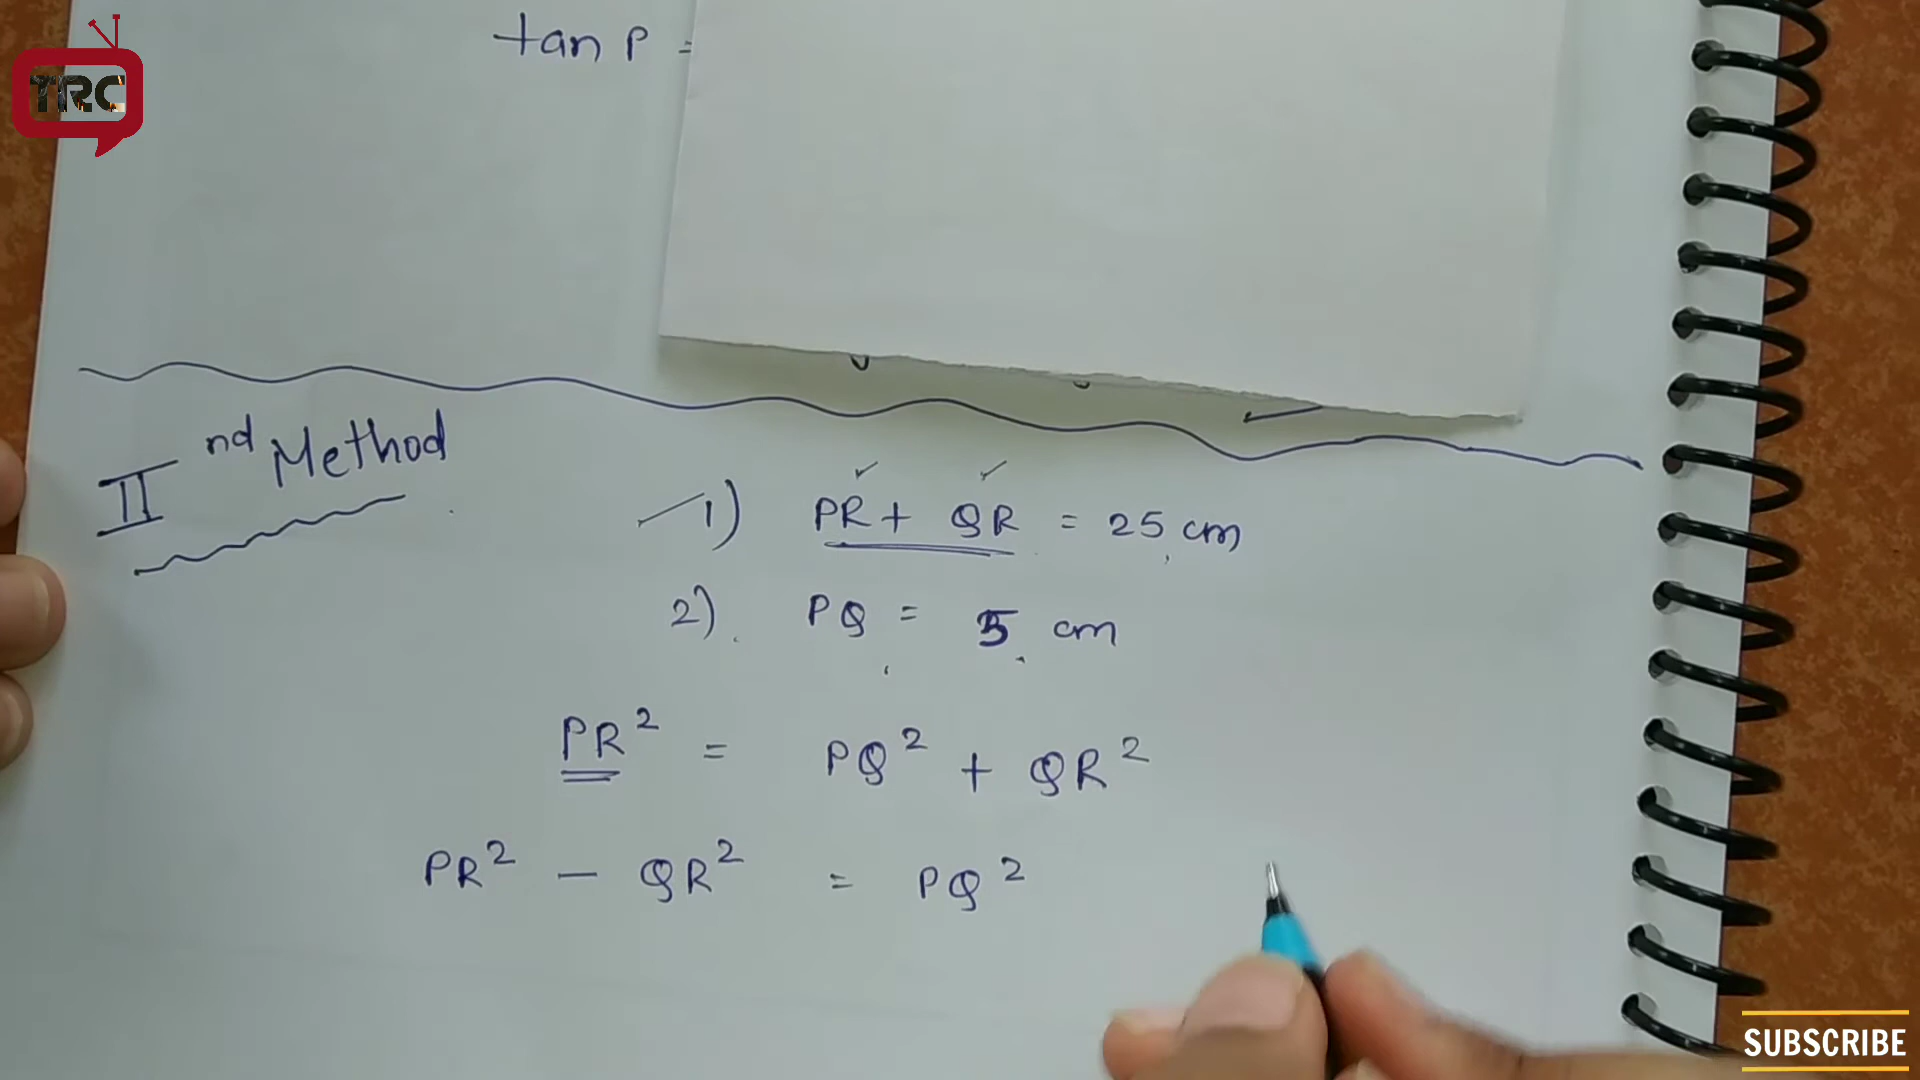 TRC
tan P =
II nd Method
1) PR + QR = 25 cm
2) PQ = 5 cm
PR² = PQ² + QR²
PR² - QR² = PQ²
SUBSCRIBE